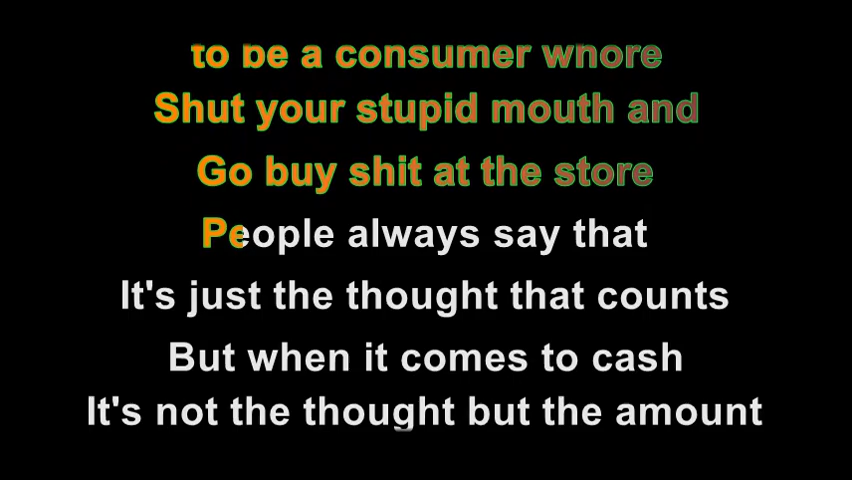 to be a consumer whore
Shut your stupid mouth and
Go buy shit at the store
People always say that
It's just the thought that counts
But when it comes to cash
It's not the thought but the amount